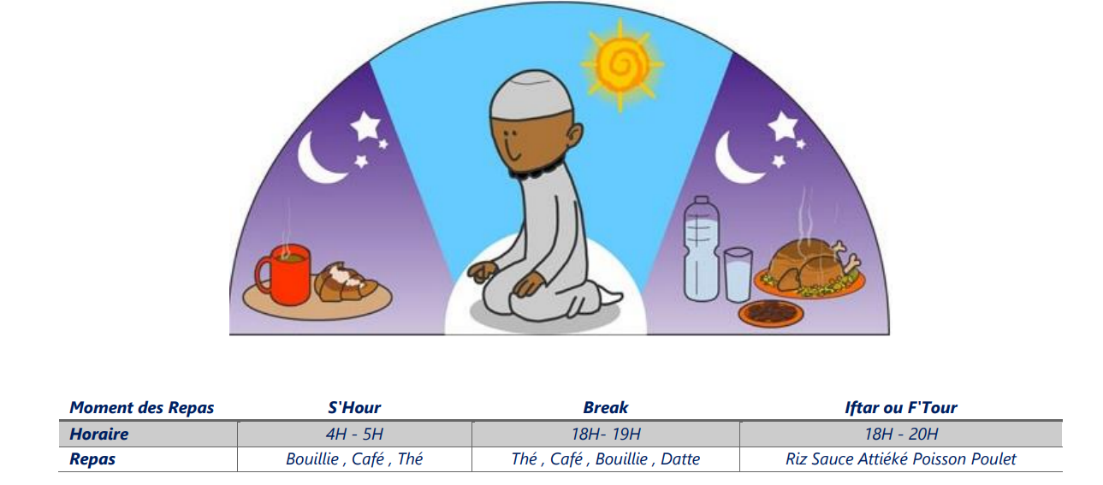 Moment des Repas S'Hour Break Iftar ou F'Tour
Horaire 4H - 5H 18H- 19H 18H - 20H
Repas Bouillie , Café , Thé Thé , Café , Bouillie , Datte Riz Sauce Attiéké Poisson Poulet